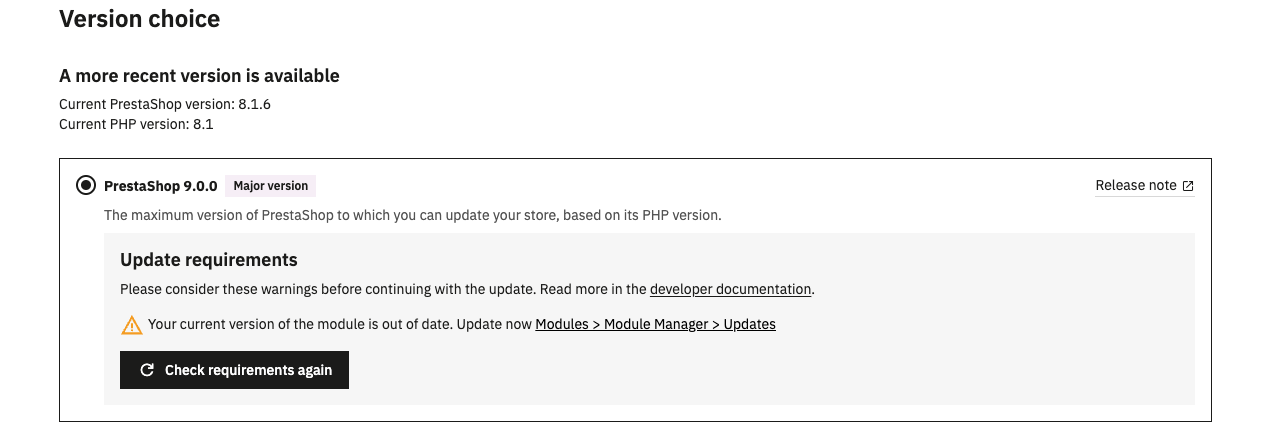 Version choice
A more recent version is available
Current PrestaShop version: 8.1.6
Current PHP version: 8.1
PrestaShop 9.0.0 Major version Release note
The maximum version of PrestaShop to which you can update your store, based on its PHP version.
Update requirements
Please consider these warnings before continuing with the update. Read more in the developer documentation.
Your current version of the module is out of date. Update now Modules > Module Manager > Updates
Check requirements again